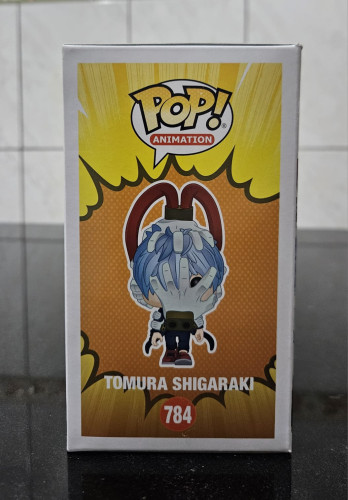 POP!
ANIMATION
TOMURA SHIGARAKI
784